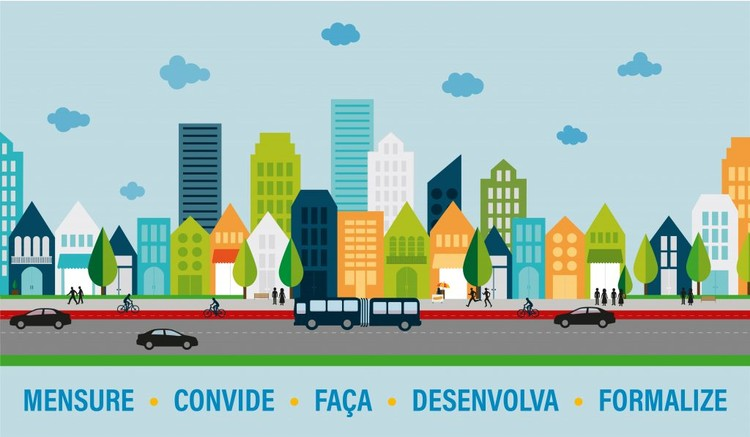 MENSURE • CONVIDE • FAÇA • DESENVOLVA • FORMALIZE